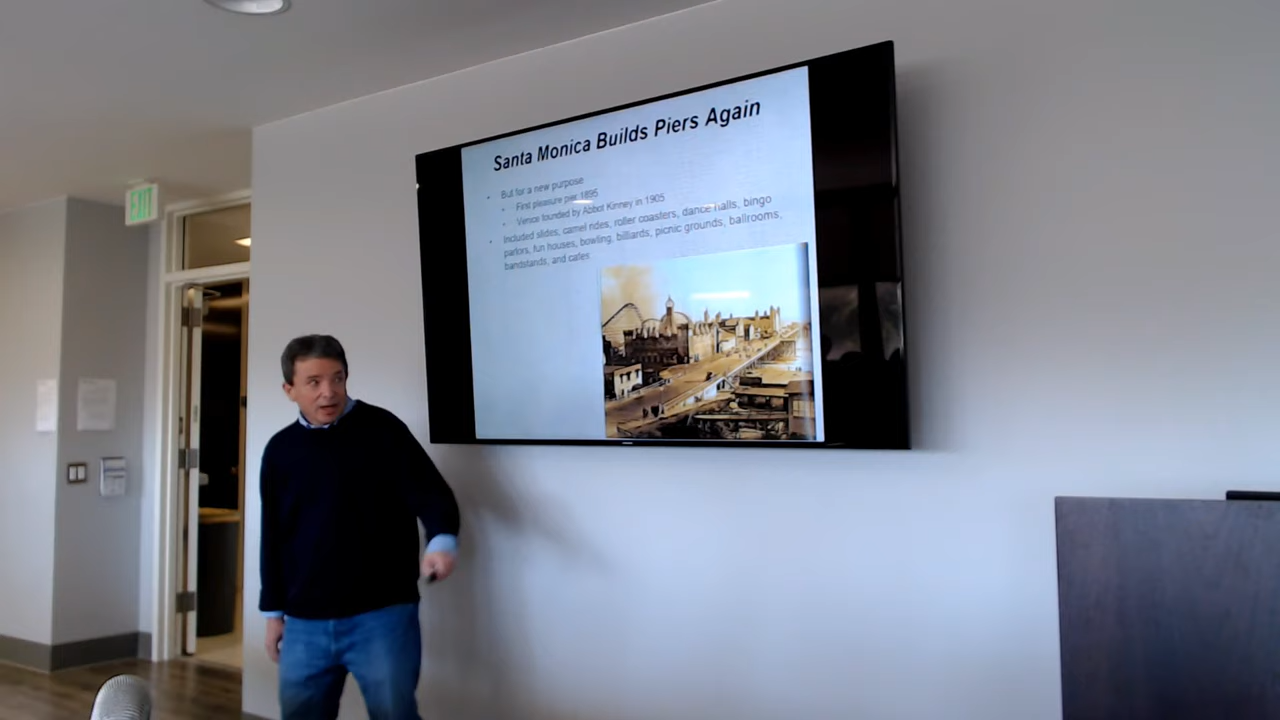 EXIT
Santa Monica Builds Piers Again
• But for a new purpose
• First pleasure pier 1895
• Venice founded by Abbot Kinney in 1905
• Included slides, camel rides, roller coasters, dance halls, bingo
parlors, fun houses, bowling, billiards, picnic grounds, ballrooms,
bandstands, and cafes